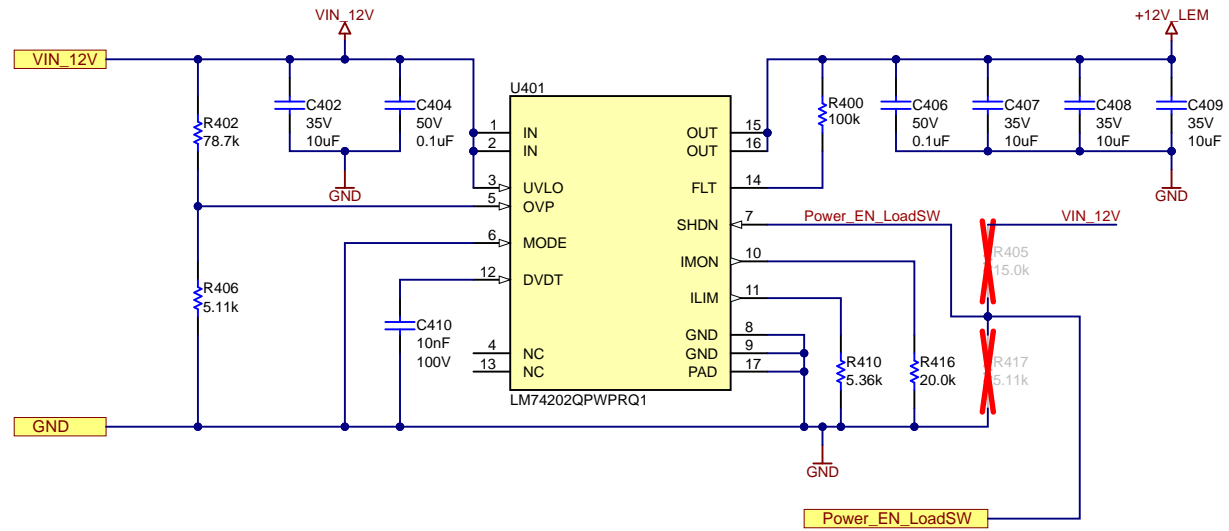 VIN_12V
+12V_LEM
VIN_12V
U401
R402
78.7k
C402
35V
10uF
C404
50V
0.1uF
R400
100k
C406
50V
0.1uF
C407
35V
10uF
C408
35V
10uF
C409
35V
10uF
1
IN
2
IN
3
UVLO
5
OVP
6
MODE
12
DVDT
4
NC
13
NC
OUT
15
OUT
16
FLT
14
SHDN
7
IMON
10
ILIM
11
GND
8
GND
9
PAD
17
LM74202QPWPRQ1
GND
GND
Power_EN_LoadSW
VIN_12V
R405
15.0k
R406
5.11k
C410
10nF
100V
R410
5.36k
R416
20.0k
R417
5.11k
GND
GND
Power_EN_LoadSW